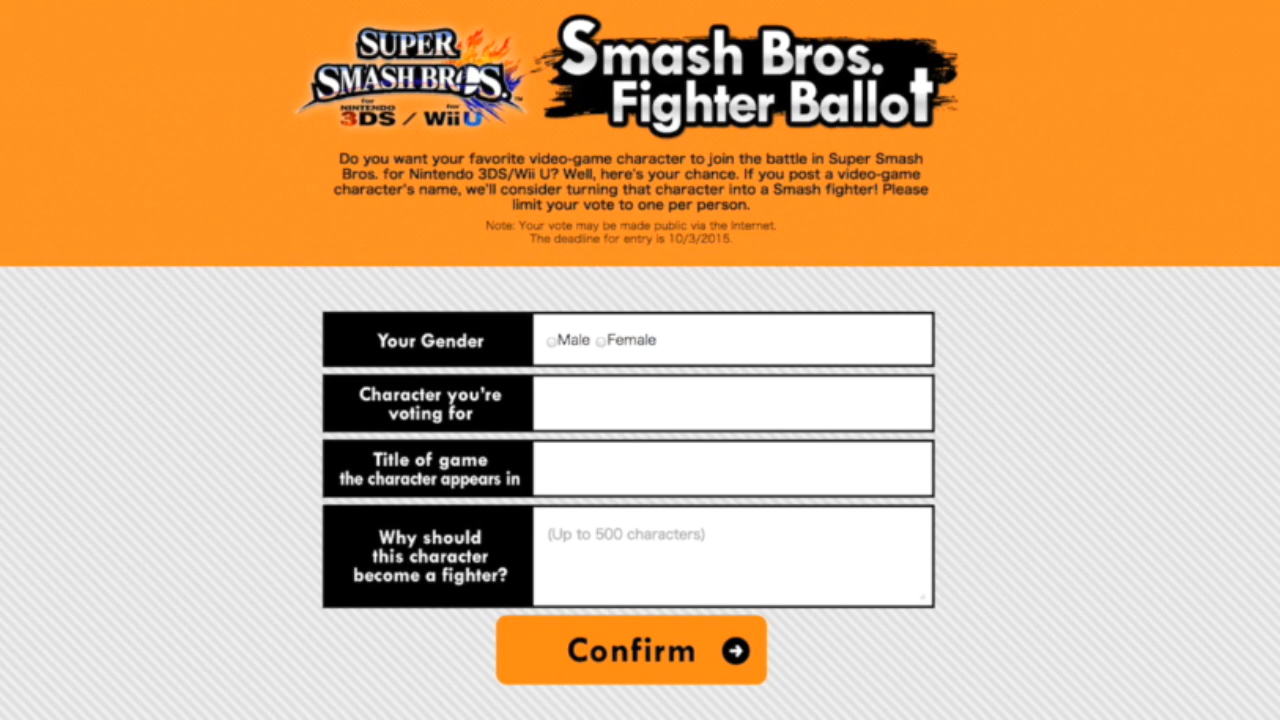 SUPER
SMASH BROS.™
for NINTENDO 3DS / for Wii U
Smash Bros.
Fighter Ballot
Do you want your favorite video-game character to join the battle in Super Smash
Bros. for Nintendo 3DS/Wii U? Well, here's your chance. If you post a video-game
character's name, we'll consider turning that character into a Smash fighter! Please
limit your vote to one per person.
Note: Your vote may be made public via the Internet.
The deadline for entry is 10/3/2015.
Your Gender
Male Female
Character you're
voting for
Title of game
the character appears in
Why should
this character
become a fighter?
(Up to 500 characters)
Confirm